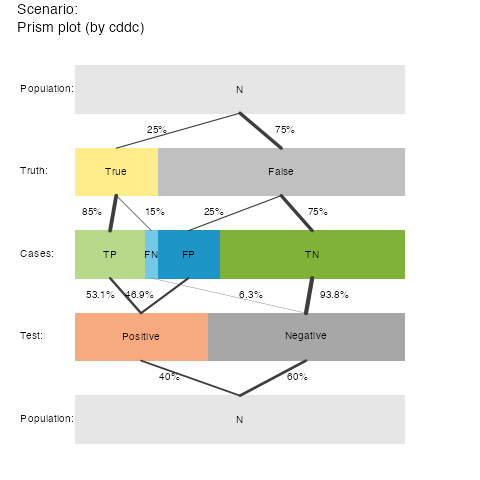 Scenario:
Prism plot (by cddc)
Population:
N
25%
75%
Truth:
True
False
85%
15%
25%
75%
Cases:
TP
FN
FP
TN
53.1%
46.9%
6.3%
93.8%
Test:
Positive
Negative
40%
60%
Population:
N